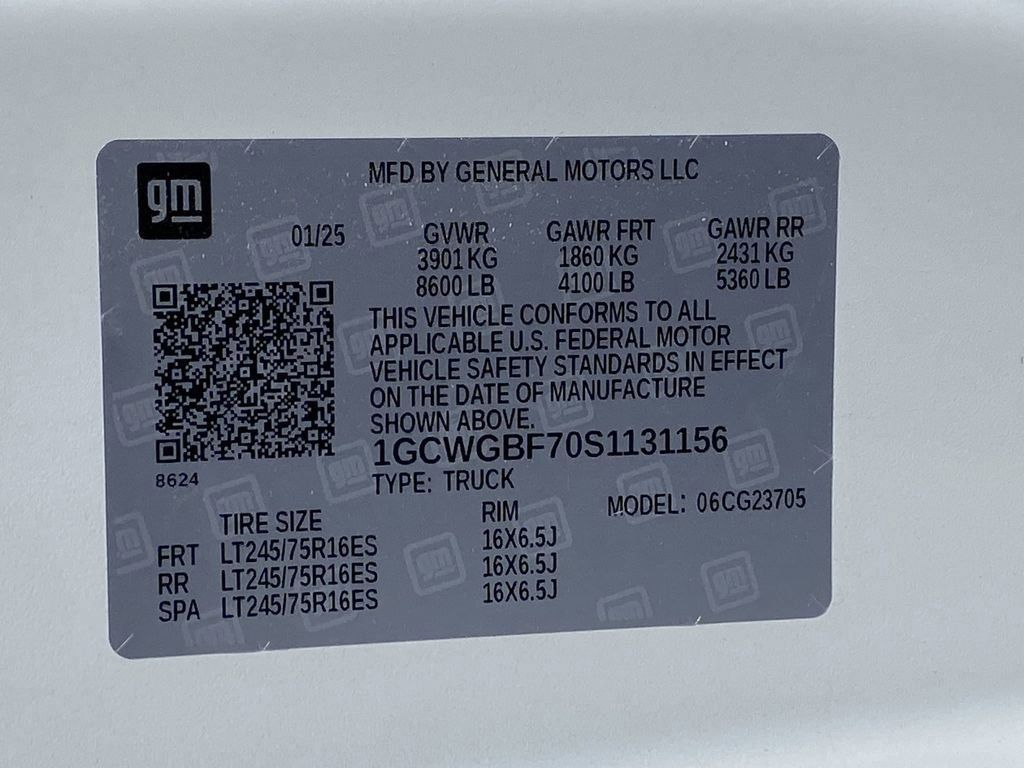 gm
MFD BY GENERAL MOTORS LLC
01/25 GVWR GAWR FRT GAWR RR
3901 KG 1860 KG 2431 KG
8600 LB 4100 LB 5360 LB
THIS VEHICLE CONFORMS TO ALL
APPLICABLE U.S. FEDERAL MOTOR
VEHICLE SAFETY STANDARDS IN EFFECT
ON THE DATE OF MANUFACTURE
SHOWN ABOVE.
1GCWGBF70S1131156
8624
TYPE: TRUCK
MODEL: 06CG23705
TIRE SIZE RIM
FRT LT245/75R16ES 16X6.5J
RR LT245/75R16ES 16X6.5J
SPA LT245/75R16ES 16X6.5J